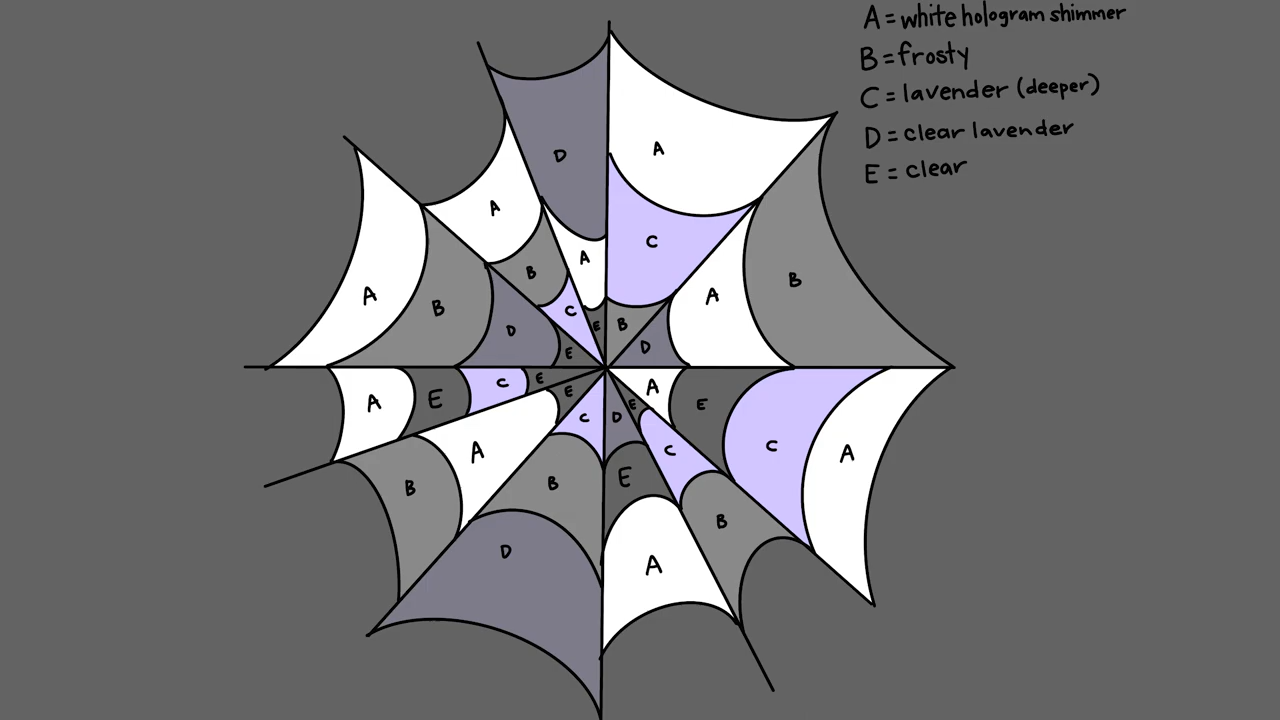 A = white hologram shimmer
B = frosty
C = lavender (deeper)
D = clear lavender
E = clear
D
A
A
C
A
B
A
B
A
C
E
B
A
B
D
E
D
A
E
C
E
E
A
E
C
A
C
D
E
C
A
B
B
E
B
D
A